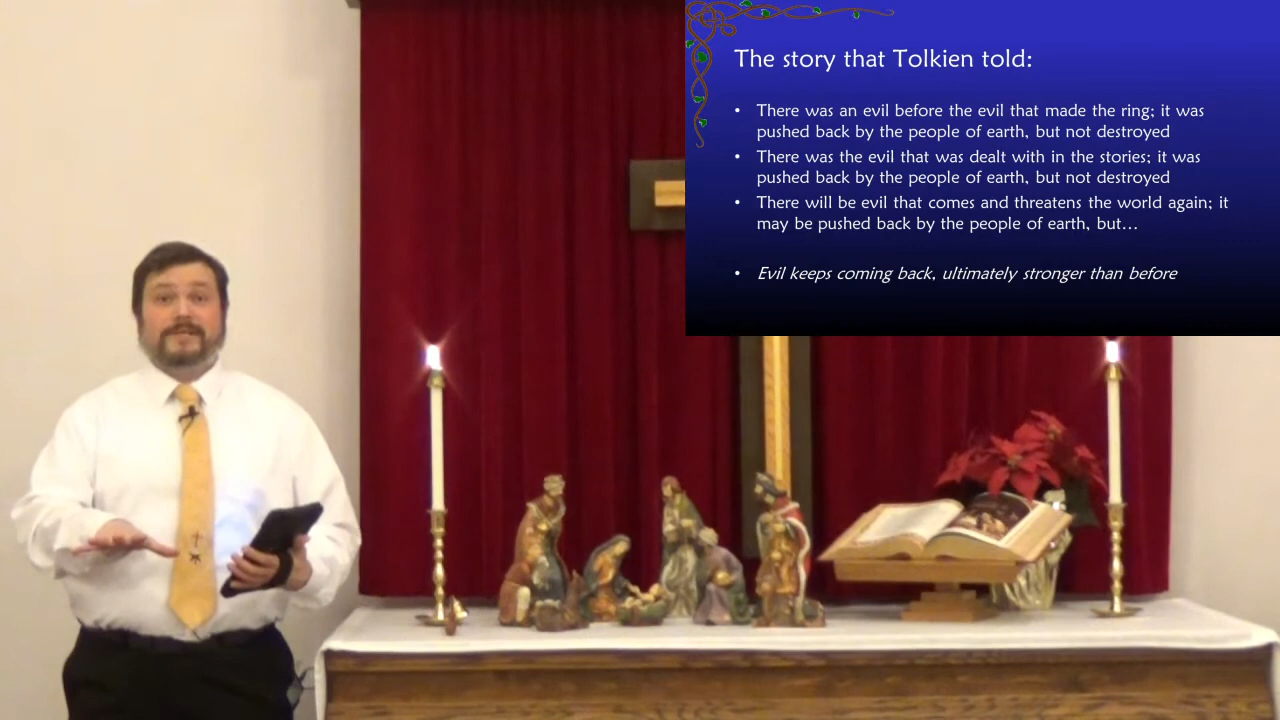 The story that Tolkien told:
• There was an evil before the evil that made the ring; it was
pushed back by the people of earth, but not destroyed
• There was the evil that was dealt with in the stories; it was
pushed back by the people of earth, but not destroyed
• There will be evil that comes and threatens the world again; it
may be pushed back by the people of earth, but…
• Evil keeps coming back, ultimately stronger than before